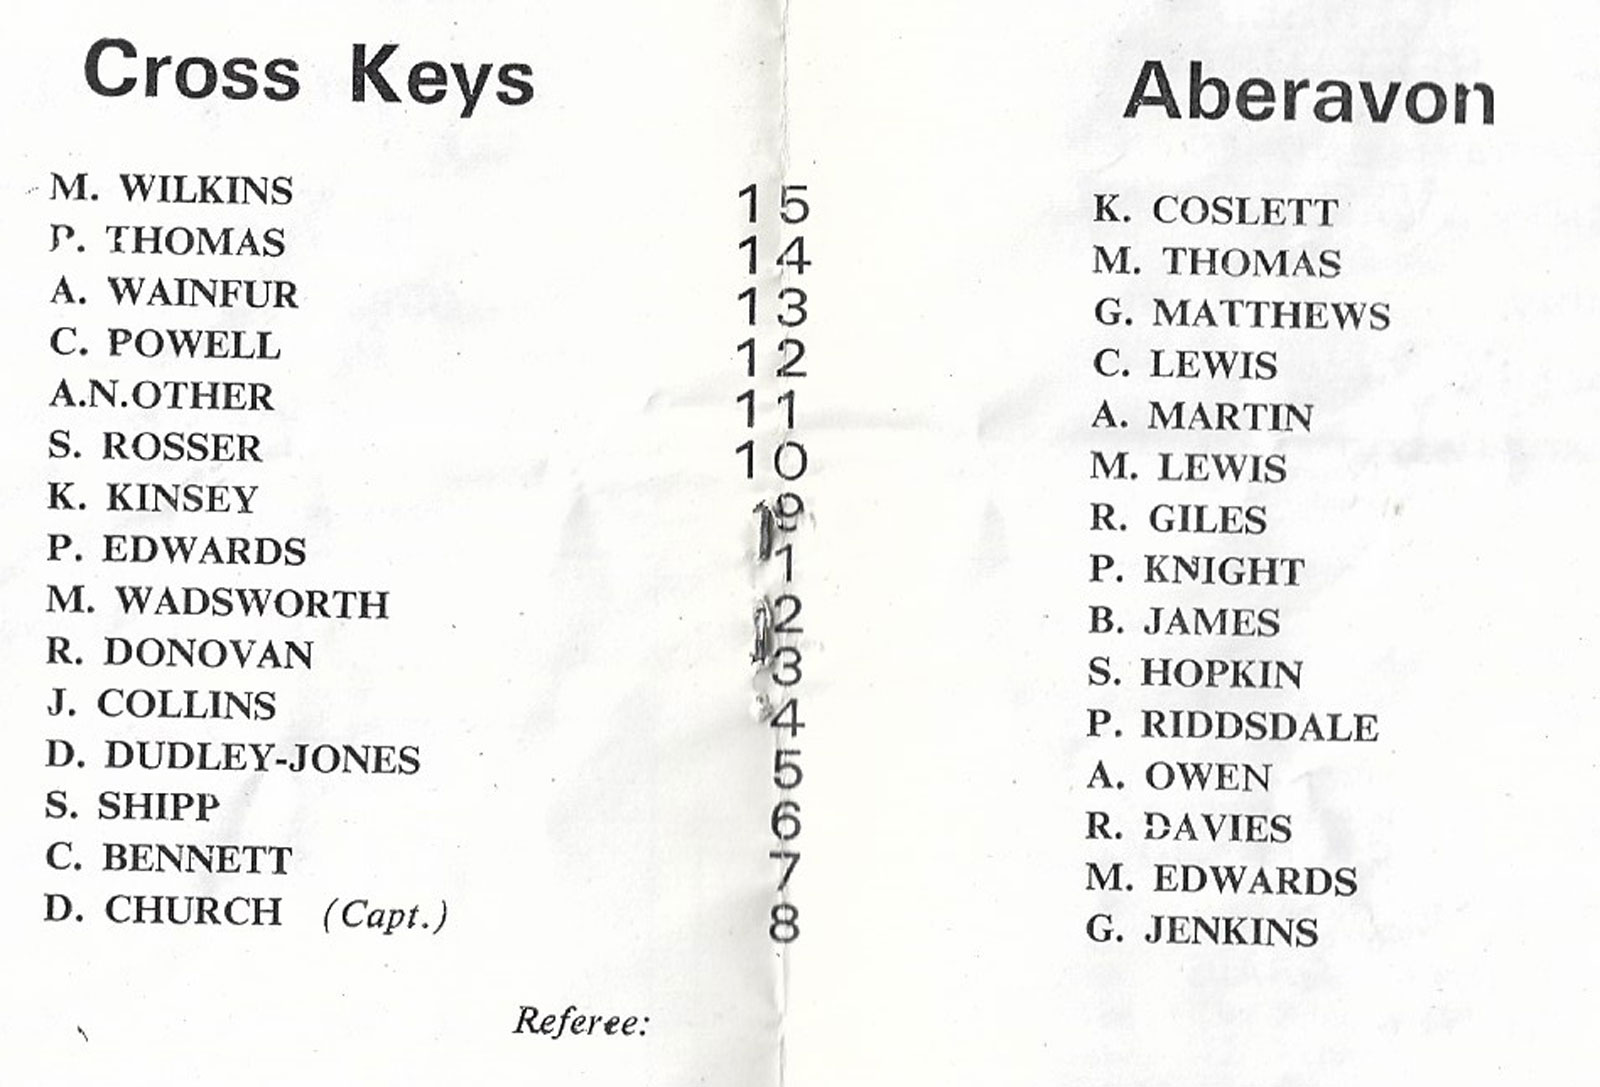 Cross Keys Aberavon
M. WILKINS 15 K. COSLETT
P. THOMAS 14 M. THOMAS
A. WAINFUR 13 G. MATTHEWS
C. POWELL 12 C. LEWIS
A.N.OTHER 11 A. MARTIN
S. ROSSER 10 M. LEWIS
K. KINSEY 9 R. GILES
P. EDWARDS 1 P. KNIGHT
M. WADSWORTH 2 B. JAMES
R. DONOVAN 3 S. HOPKIN
J. COLLINS 4 P. RIDDSDALE
D. DUDLEY-JONES 5 A. OWEN
S. SHIPP 6 R. DAVIES
C. BENNETT 7 M. EDWARDS
D. CHURCH (Capt.) 8 G. JENKINS
Referee: